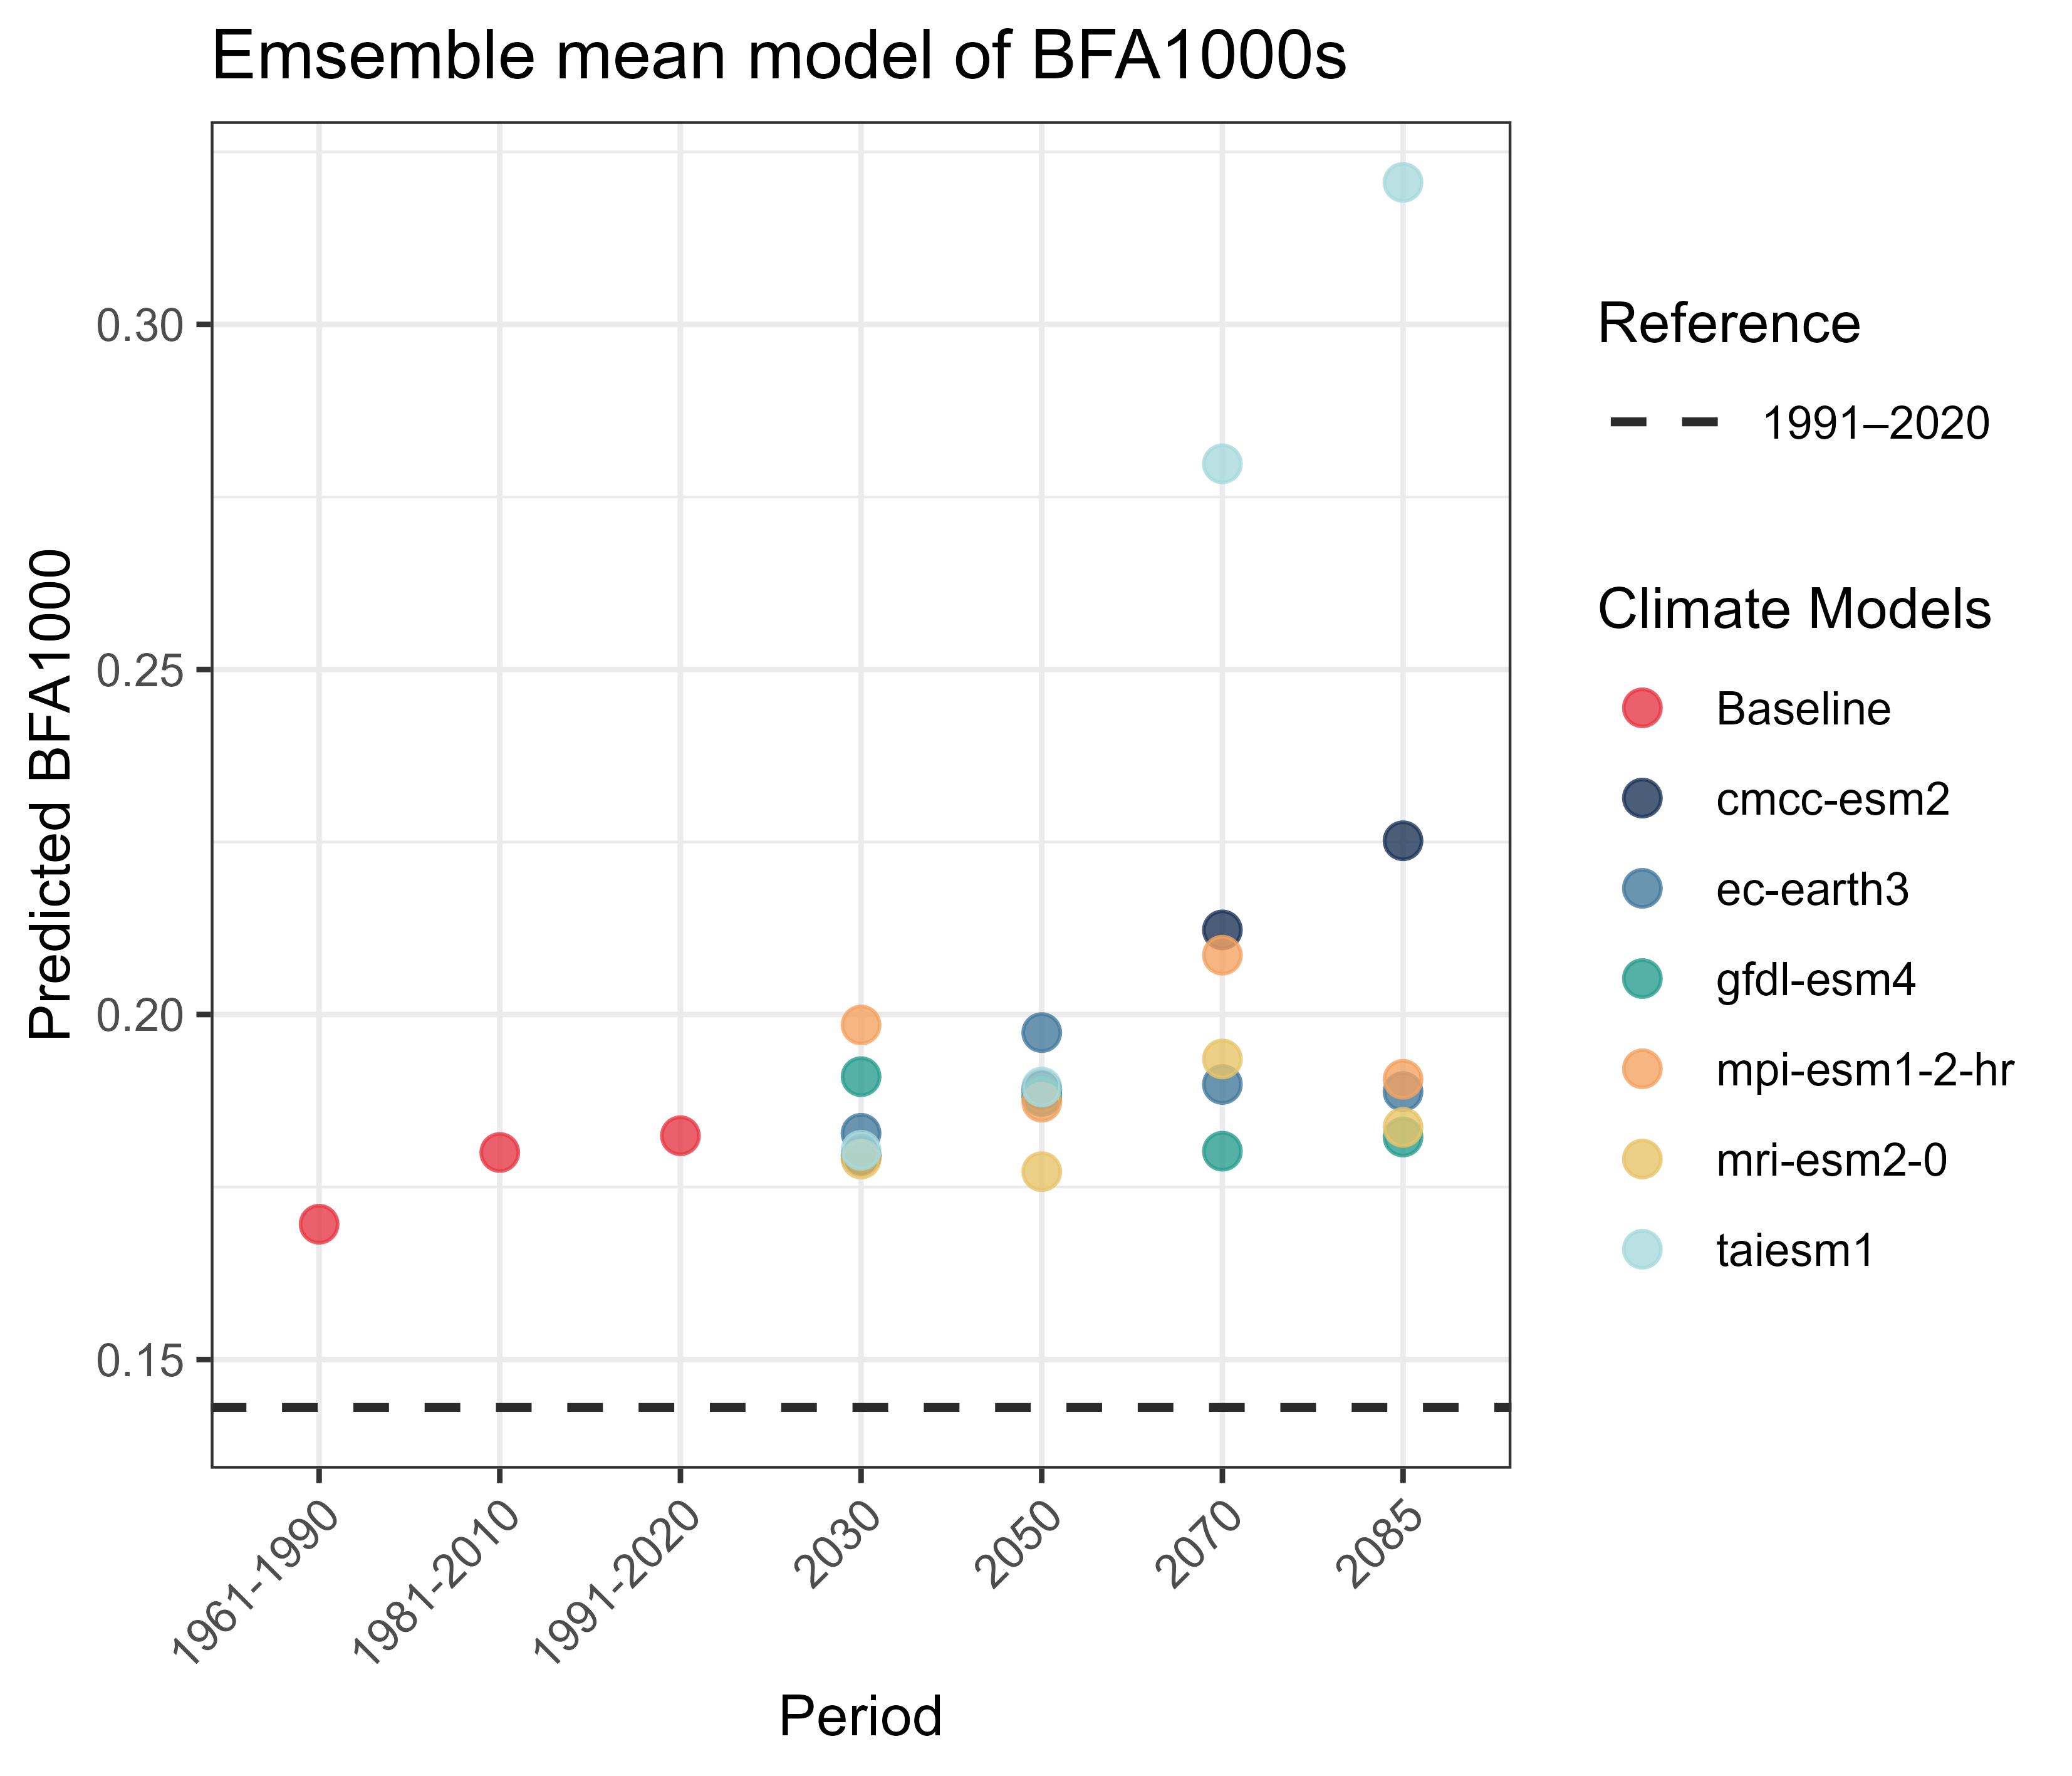 Emsemble mean model of BFA1000s
Predicted BFA1000
0.30
0.25
0.20
0.15
1961-1990
1981-2010
1991-2020
2030
2050
2070
2085
Period
Reference
1991–2020
Climate Models
Baseline
cmcc-esm2
ec-earth3
gfdl-esm4
mpi-esm1-2-hr
mri-esm2-0
taiesm1